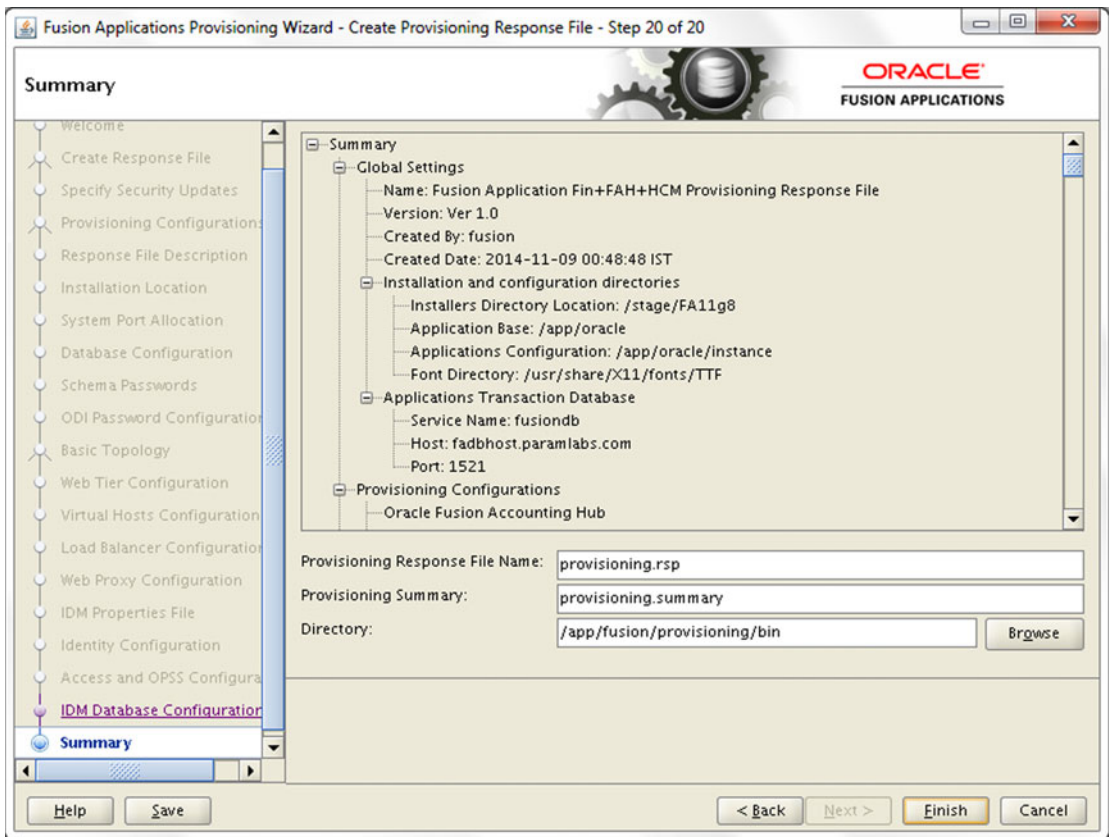 Fusion Applications Provisioning Wizard - Create Provisioning Response File - Step 20 of 20
Summary
ORACLE
FUSION APPLICATIONS
Welcome
Create Response File
Specify Security Updates
Provisioning Configurations
Response File Description
Installation Location
System Port Allocation
Database Configuration
Schema Passwords
ODI Password Configuration
Basic Topology
Web Tier Configuration
Virtual Hosts Configuration
Load Balancer Configuration
Web Proxy Configuration
IDM Properties File
Identity Configuration
Access and OPSS Configura
IDM Database Configuration
Summary
Summary
Global Settings
Name: Fusion Application Fin+FAH+HCM Provisioning Response File
Version: Ver 1.0
Created By: fusion
Created Date: 2014-11-09 00:48:48 IST
Installation and configuration directories
Installers Directory Location: /stage/FA11g8
Application Base: /app/oracle
Applications Configuration: /app/oracle/instance
Font Directory: /usr/share/X11/fonts/TTF
Applications Transaction Database
Service Name: fusiondb
Host: fadbhost.paramlabs.com
Port: 1521
Provisioning Configurations
Oracle Fusion Accounting Hub
Provisioning Response File Name: provisioning.rsp
Provisioning Summary: provisioning.summary
Directory: /app/fusion/provisioning/bin Browse
Help Save < Back Next > Finish Cancel